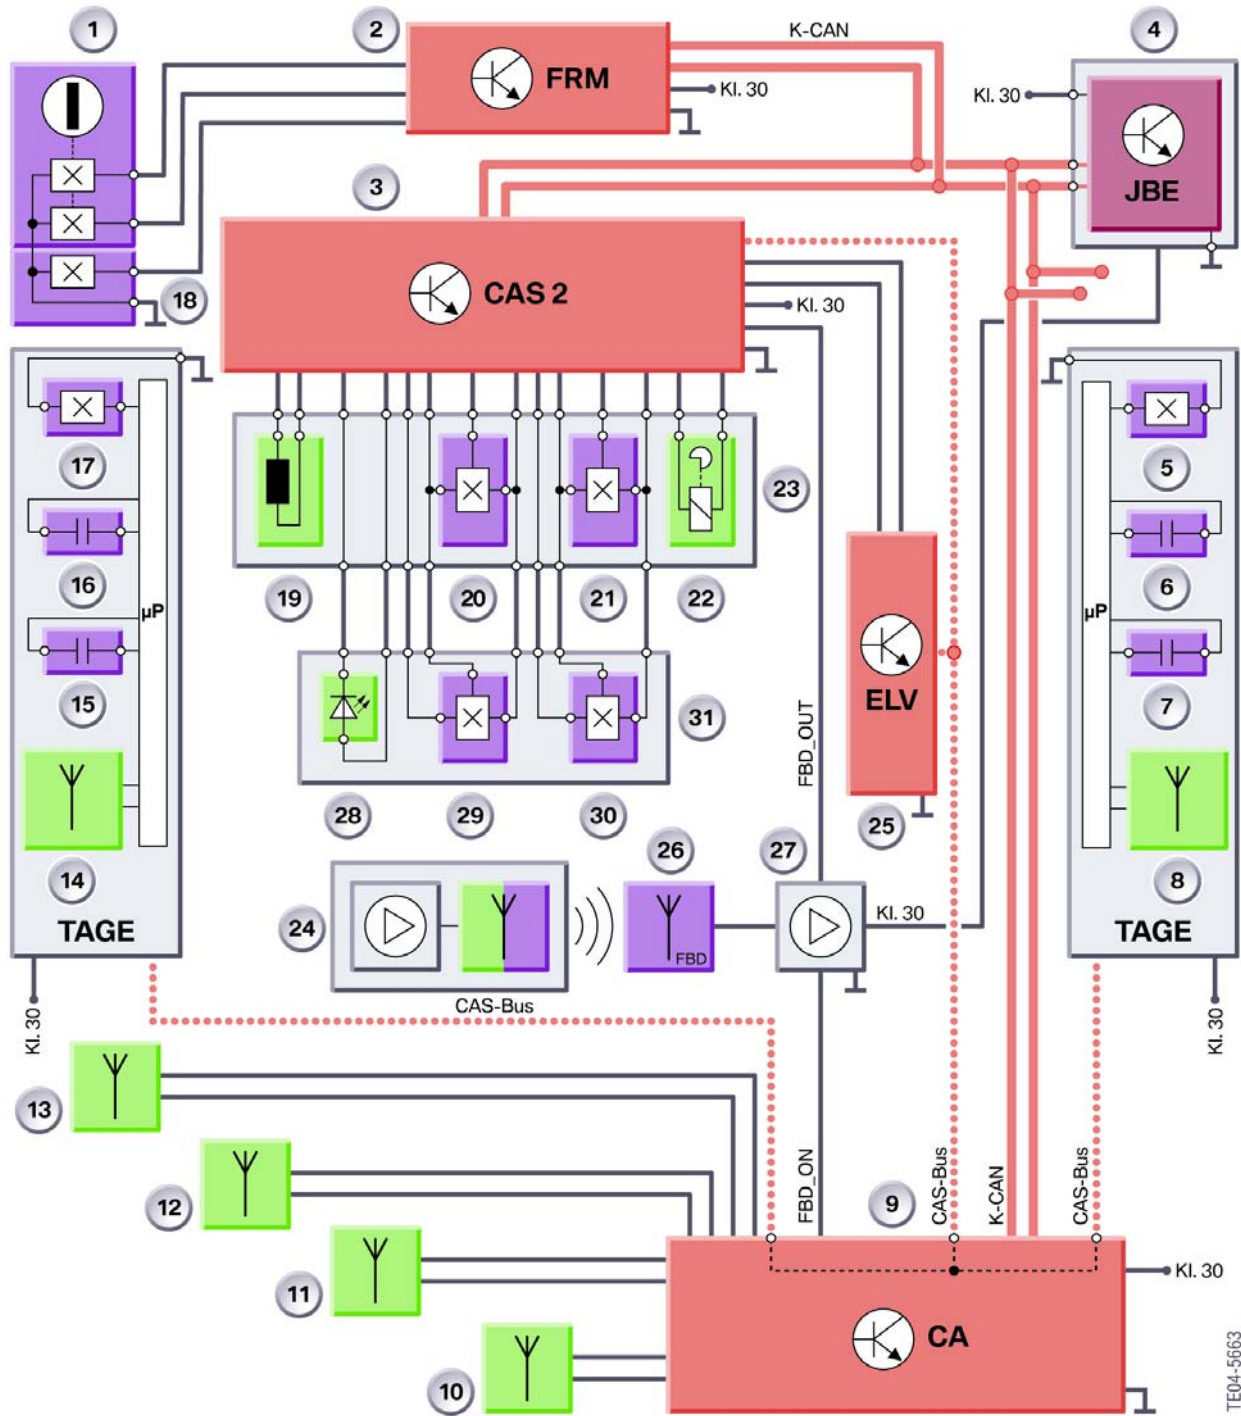 1
2
K-CAN
4
FRM
Kl. 30
Kl. 30
JBE
3
CAS 2
18
Kl. 30
17
5
23
16
6
19
20
21
22
µP
µP
15
ELV
7
31
FBD_OUT
28
29
30
25
14
26
27
8
24
FBD
Kl. 30
TAGE
TAGE
CAS-Bus
Kl. 30
Kl. 30
13
12
FBD_ON
9
CAS-Bus
K-CAN
CAS-Bus
11
Kl. 30
CA
10
TE04-5663